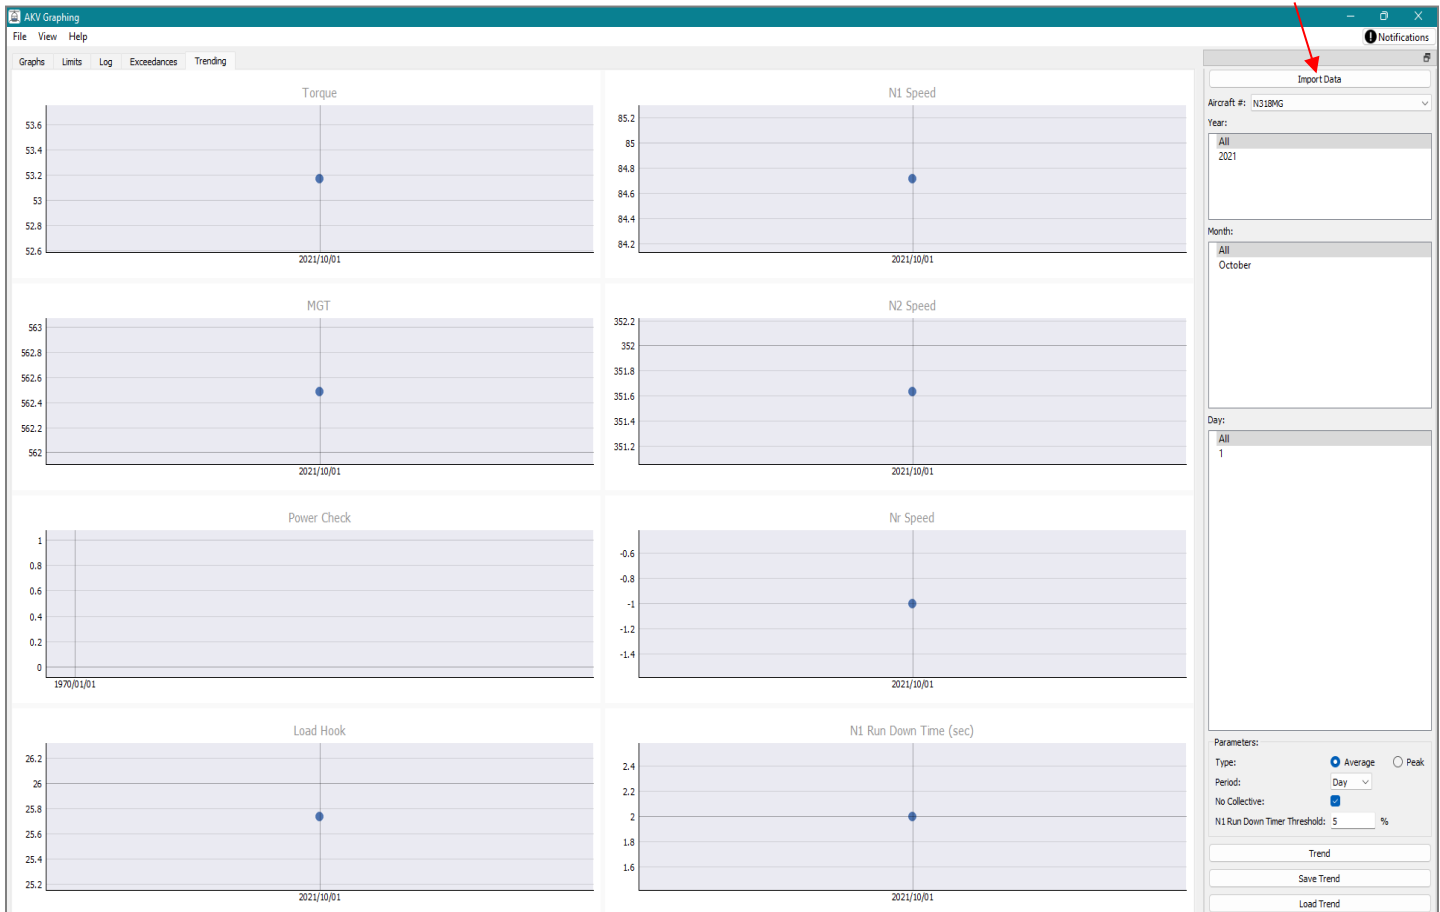 AKV Graphing
File View Help
Notifications
Graphs Limits Log Exceedances Trending
Torque
53.6
53.4
53.2
53
52.8
52.6
2021/10/01
N1 Speed
85.2
85
84.8
84.6
84.4
84.2
2021/10/01
MGT
563
562.8
562.6
562.4
562.2
562
2021/10/01
N2 Speed
352.2
352
351.8
351.6
351.4
351.2
2021/10/01
Power Check
1
0.8
0.6
0.4
0.2
0
1970/01/01
Nr Speed
-0.6
-0.8
-1
-1.2
-1.4
2021/10/01
Load Hook
26.2
26
25.8
25.6
25.4
25.2
2021/10/01
N1 Run Down Time (sec)
2.4
2.2
2
1.8
1.6
2021/10/01
Import Data
Aircraft #: N318MG
Year:
All
2021
Month:
All
October
Day:
All
1
Parameters:
Type: Average Peak
Period: Day
No Collective:
N1 Run Down Timer Threshold: 5 %
Trend
Save Trend
Load Trend